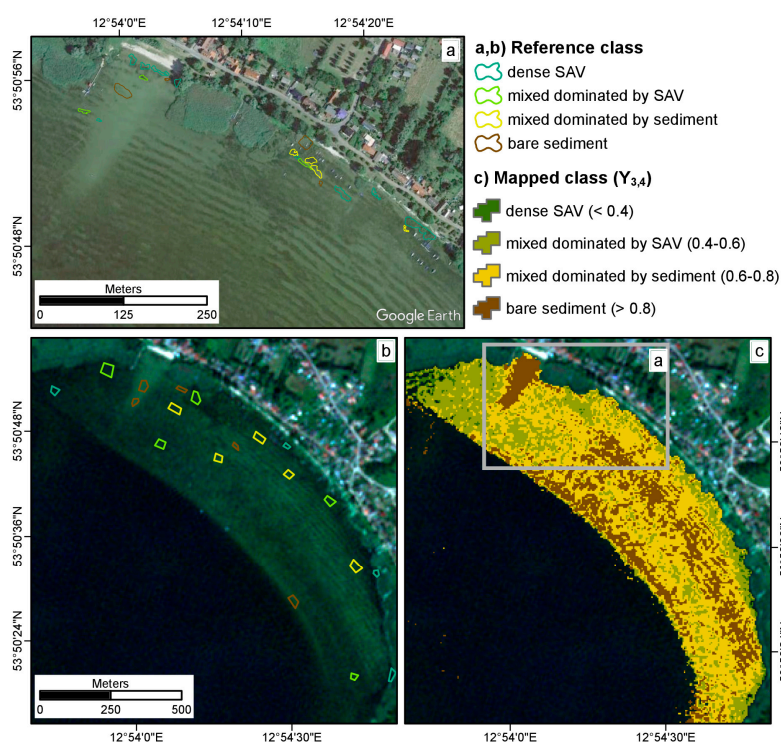 12°54'0"E
12°54'10"E
12°54'20"E
53°50'56"N
53°50'48"N
a
Meters
0
125
250
Google Earth
a,b) Reference class
dense SAV
mixed dominated by SAV
mixed dominated by sediment
bare sediment
c) Mapped class (Y3,4)
dense SAV (< 0.4)
mixed dominated by SAV (0.4-0.6)
mixed dominated by sediment (0.6-0.8)
bare sediment (> 0.8)
b
53°50'48"N
53°50'36"N
53°50'24"N
Meters
0
250
500
12°54'0"E
12°54'30"E
c
a
12°54'0"E
12°54'30"E